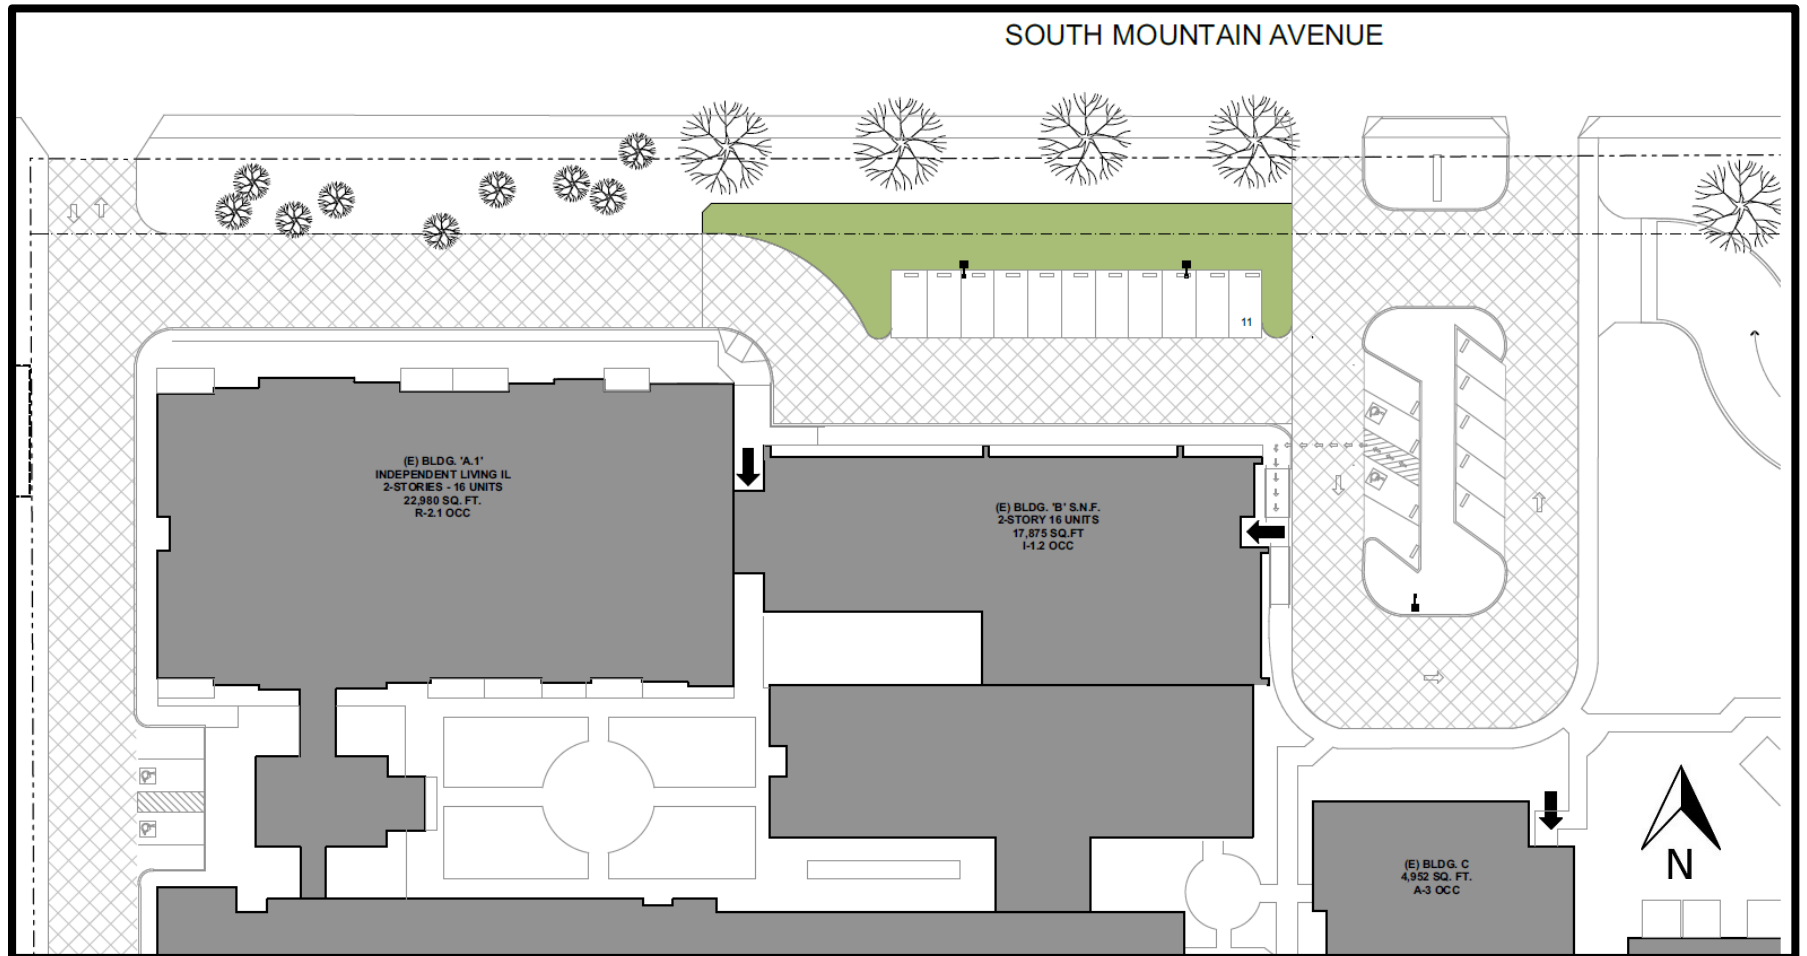 SOUTH MOUNTAIN AVENUE
11
(E) BLDG. 'A.1'
INDEPENDENT LIVING IL
2-STORIES - 16 UNITS
22,980 SQ. FT.
R-2.1 OCC
(E) BLDG. 'B' S.N.F.
2-STORY 16 UNITS
17,875 SQ.FT
I-1.2 OCC
(E) BLDG. C
4,952 SQ. FT.
A-3 OCC
N